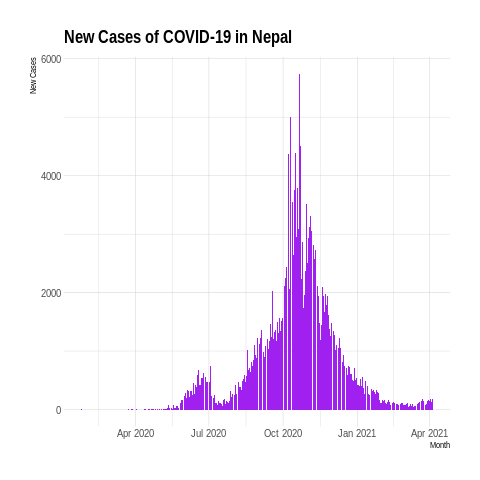 New Cases of COVID-19 in Nepal
New Cases
6000
4000
2000
0
Apr 2020 Jul 2020 Oct 2020 Jan 2021 Apr 2021
Month